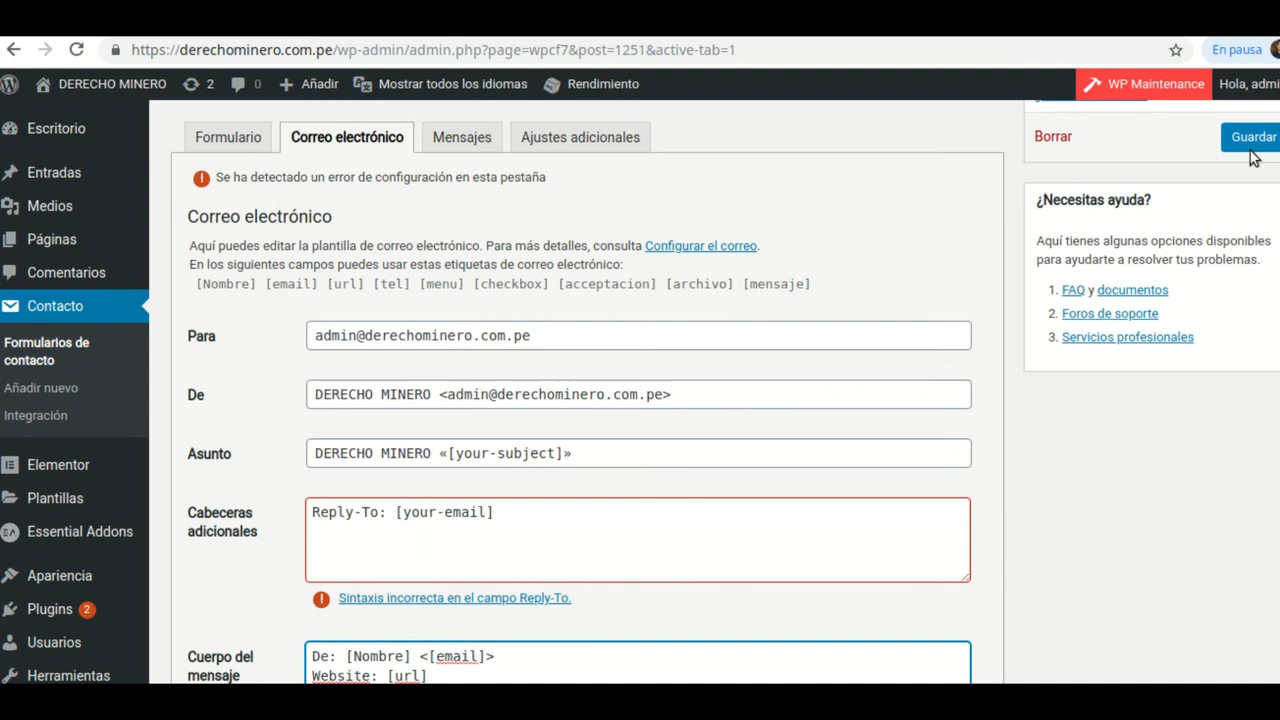 https://derechominero.com.pe/wp-admin/admin.php?page=wpcf7&post=1251&active-tab=1
En pausa
DERECHO MINERO
2
0
Añadir
Mostrar todos los idiomas
Rendimiento
WP Maintenance
Hola, admi
Escritorio
Entradas
Medios
Páginas
Comentarios
Contacto
Formularios de
contacto
Añadir nuevo
Integración
Elementor
Plantillas
Essential Addons
Apariencia
Plugins 2
Usuarios
Herramientas
Formulario
Correo electrónico
Mensajes
Ajustes adicionales
Se ha detectado un error de configuración en esta pestaña
Correo electrónico
Aquí puedes editar la plantilla de correo electrónico. Para más detalles, consulta Configurar el correo.
En los siguientes campos puedes usar estas etiquetas de correo electrónico:
[Nombre] [email] [url] [tel] [menu] [checkbox] [acceptacion] [archivo] [mensaje]
Para
admin@derechominero.com.pe
De
DERECHO MINERO <admin@derechominero.com.pe>
Asunto
DERECHO MINERO «[your-subject]»
Cabeceras
adicionales
Reply-To: [your-email]
Sintaxis incorrecta en el campo Reply-To.
Cuerpo del
mensaje
De: [Nombre] <[email]>
Website: [url]
Borrar
Guardar
¿Necesitas ayuda?
Aquí tienes algunas opciones disponibles
para ayudarte a resolver tus problemas.
1. FAQ y documentos
2. Foros de soporte
3. Servicios profesionales